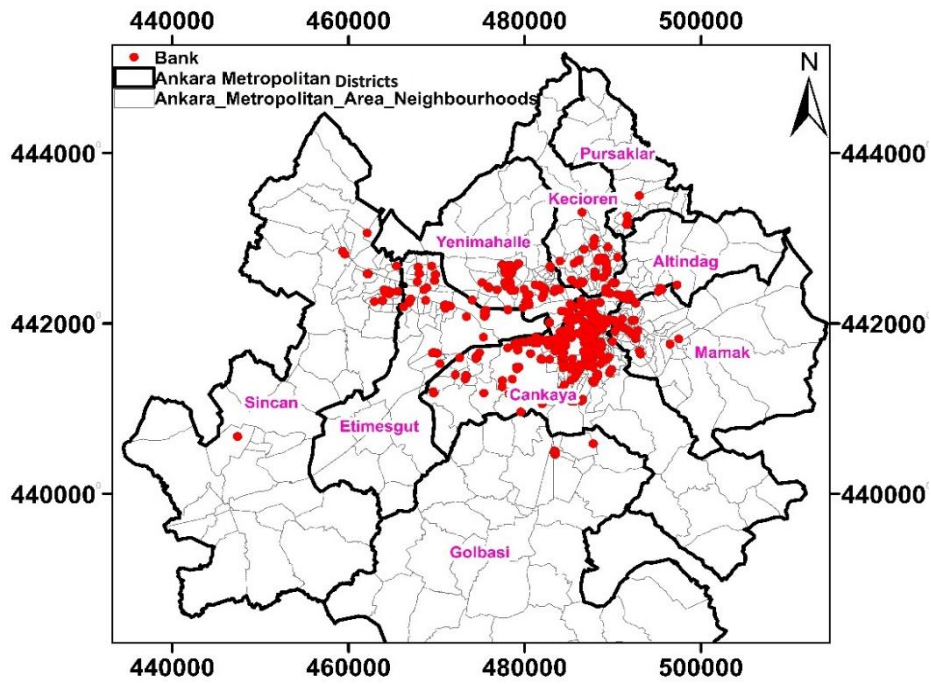 440000 460000 480000 500000
Bank
Ankara Metropolitan Districts
Ankara_Metropolitan_Area_Neighbourhoods
N
444000 444000
Pursaklar
Kecioren
Yenimahalle
Altindag
442000 442000
Mamak
Sincan
Cankaya
Etimesgut
440000 440000
Golbasi
440000 460000 480000 500000